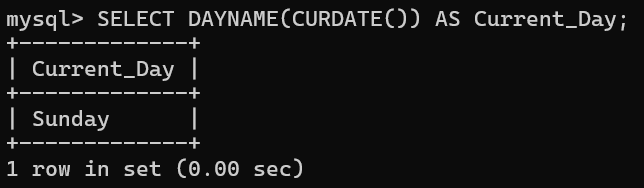 mysql> SELECT DAYNAME(CURDATE()) AS Current_Day;
+-------------+
| Current_Day |
+-------------+
| Sunday      |
+-------------+
1 row in set (0.00 sec)